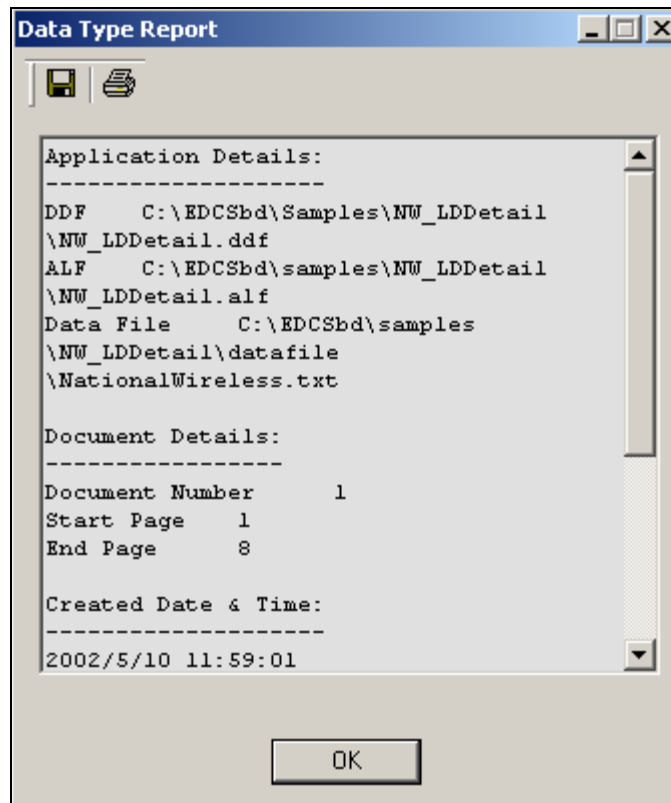 Data Type Report
Application Details:
---------------------
DDF    C:\EDCSbd\Samples\NW_LDDetail
\NW_LDDetail.ddf
ALF    C:\EDCSbd\samples\NW_LDDetail
\NW_LDDetail.alf
Data File     C:\EDCSbd\samples
\NW_LDDetail\datafile
\NationalWireless.txt
Document Details:
------------------
Document Number      1
Start Page   1
End Page     8
Created Date & Time:
---------------------
2002/5/10 11:59:01
OK